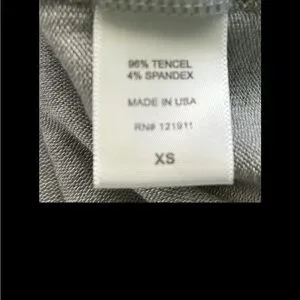 96% TENCEL
4% SPANDEX
MADE IN USA
RN# 121911
XS